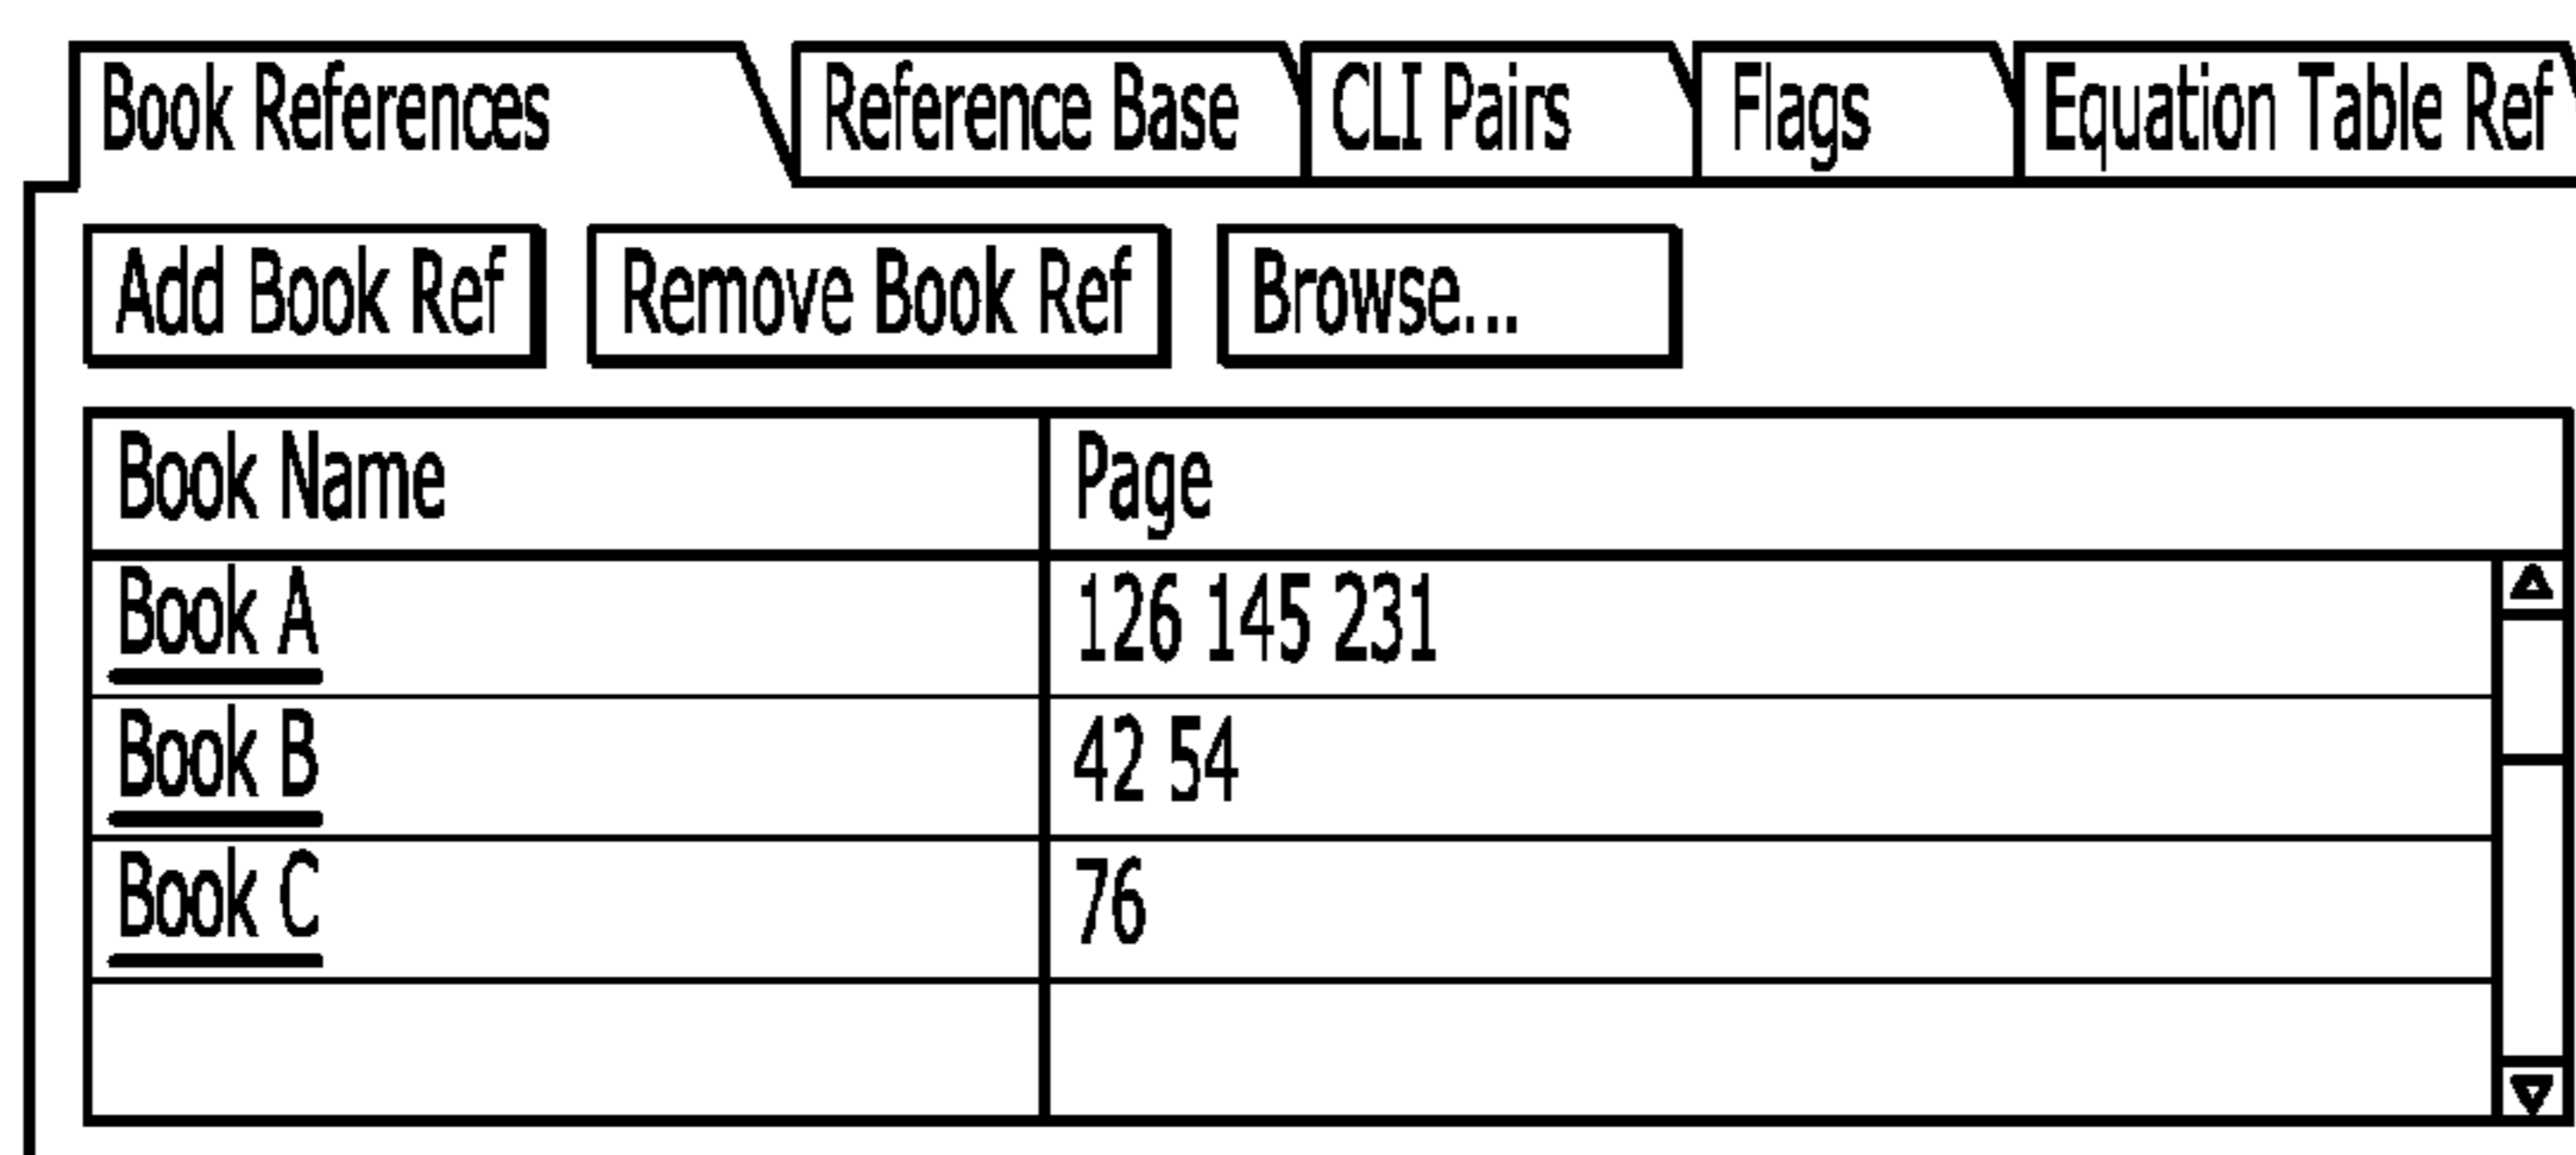 Book References Reference Base CLI Pairs Flags Equation Table Ref
Add Book Ref Remove Book Ref Browse...
Book Name Page
Book A 126 145 231
Book B 42 54
Book C 76